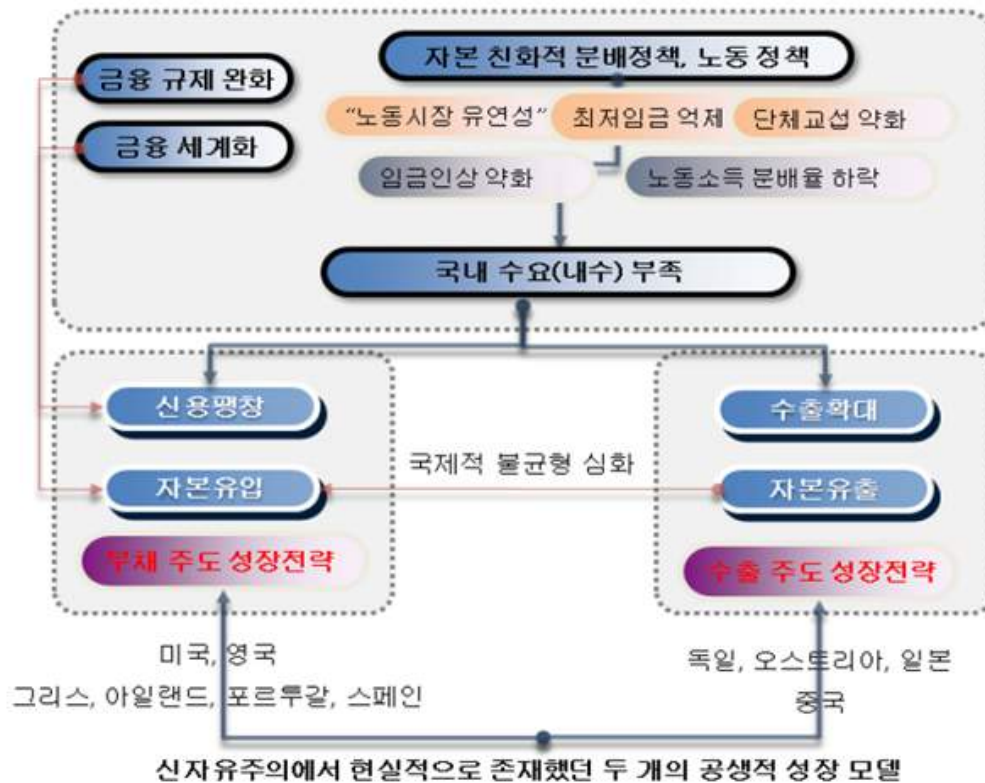 자본 친화적 분배정책, 노동 정책
금융 규제 완화
"노동시장 유연성" 최저임금 억제 단체교섭 약화
금융 세계화
임금인상 약화 노동소득 분배율 하락
국내 수요(내수) 부족
신용팽창 수출확대
국제적 불균형 심화
자본유입 자본유출
부채 주도 성장전략 수출 주도 성장전략
미국, 영국 독일, 오스트리아, 일본
그리스, 아일랜드, 포르투갈, 스페인 중국
신자유주의에서 현실적으로 존재했던 두 개의 공생적 성장 모델